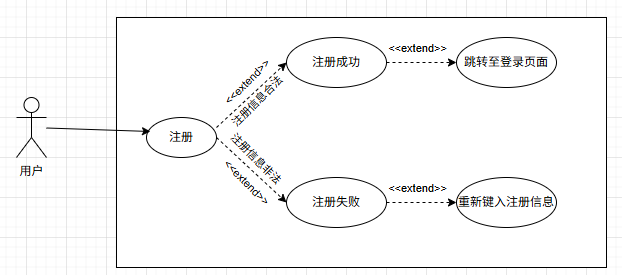 注册成功
<<extend>>
跳转至登录页面
<<extend>>
注册信息合法
注册
用户
注册信息非法
<<extend>>
注册失败
<<extend>>
重新键入注册信息